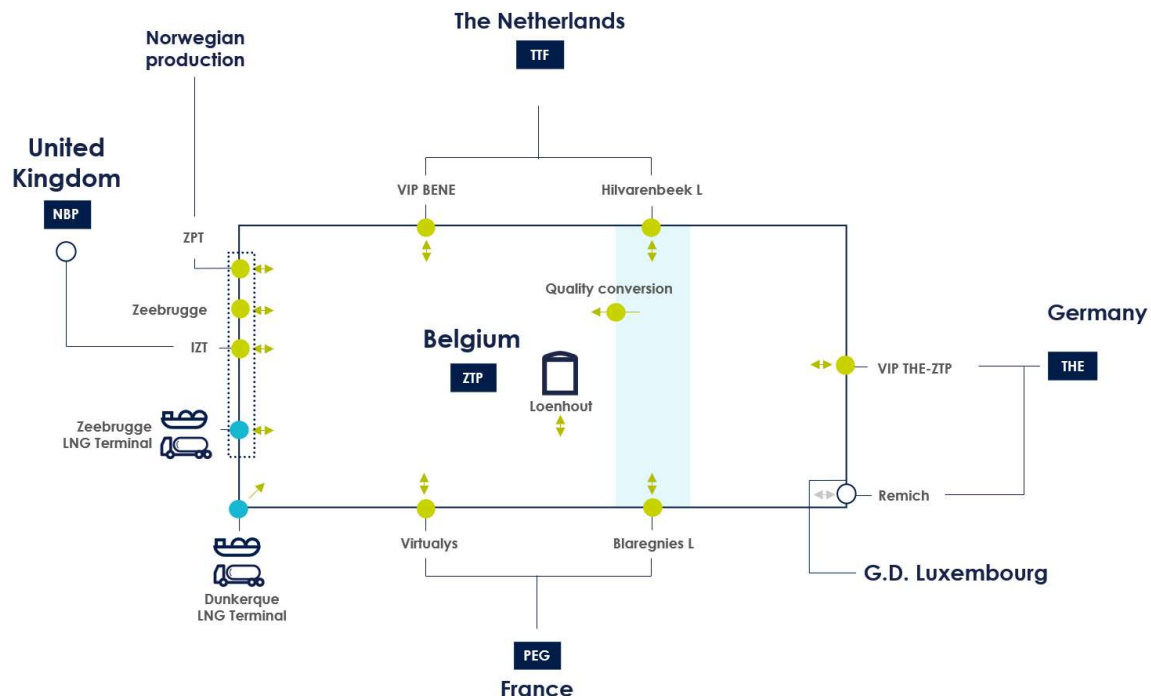 The Netherlands
TTF
Norwegian
production
United
Kingdom
NBP
VIP BENE
Hilvarenbeek L
ZPT
Zeebrugge
IZT
Quality conversion
Belgium
ZTP
Loenhout
Germany
THE
VIP THE-ZTP
Zeebrugge
LNG Terminal
Remich
Virtualys
Blaregnies L
G.D. Luxembourg
Dunkerque
LNG Terminal
PEG
France